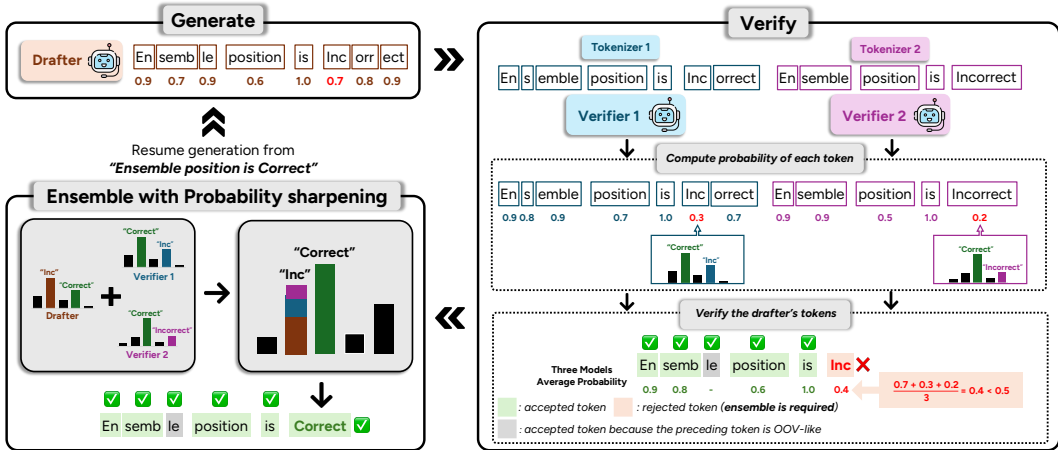 Generate
Drafter
En semb le position is Inc orr ect
0.9 0.7 0.9 0.6 1.0 0.7 0.8 0.9
Resume generation from
"Ensemble position is Correct"
Verify
Tokenizer 1
En s emble position is Inc orrect
Verifier 1
Tokenizer 2
En semble position is Incorrect
Verifier 2
Compute probability of each token
En s emble position is Inc orrect
0.9 0.8 0.9 0.7 1.0 0.3 0.7
"Correct"
"Inc"
En semble position is Incorrect
0.9 0.9 0.5 1.0 0.2
"Correct"
"Incorrect"
Verify the drafter's tokens
En semb le position is Inc
Three Models
Average Probability
0.9 0.8 - 0.6 1.0 0.4
0.7 + 0.3 + 0.2
3
= 0.4 < 0.5
: accepted token
: rejected token (ensemble is required)
: accepted token because the preceding token is OOV-like
Ensemble with Probability sharpening
"Correct"
"Inc"
Verifier 1
"Inc"
"Correct"
Drafter
"Correct"
"Incorrect"
Verifier 2
"Correct"
"Inc"
En semb le position is Correct